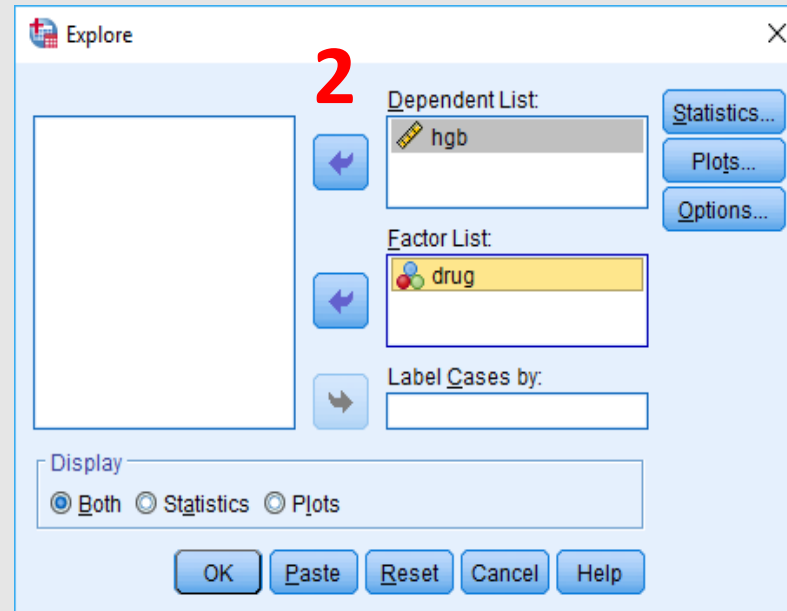 Explore
2
Dependent List:
hgb
Statistics...
Plots...
Options...
Factor List:
drug
Label Cases by:
Display
Both Statistics Plots
OK Paste Reset Cancel Help